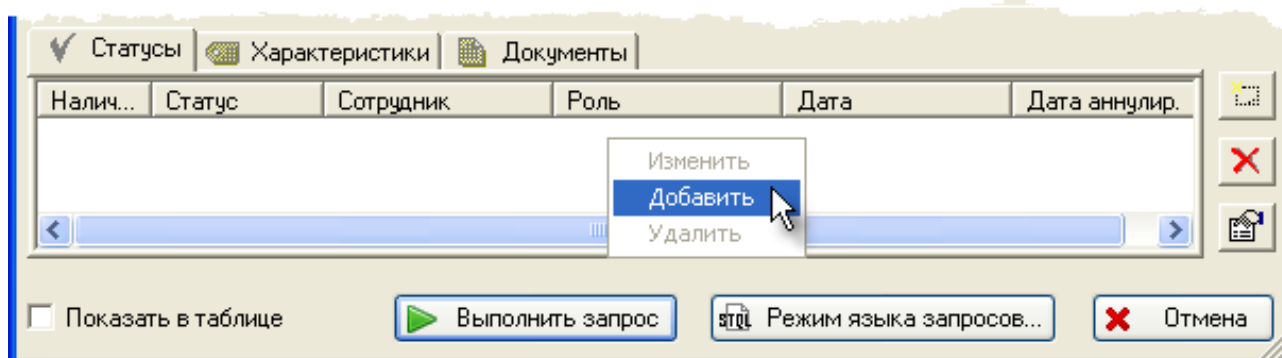 Статусы Характеристики Документы
Налич... Статус Сотрудник Роль Дата Дата аннулир.
Изменить
Добавить
Удалить
Показать в таблице Выполнить запрос STQL Режим языка запросов... Отмена